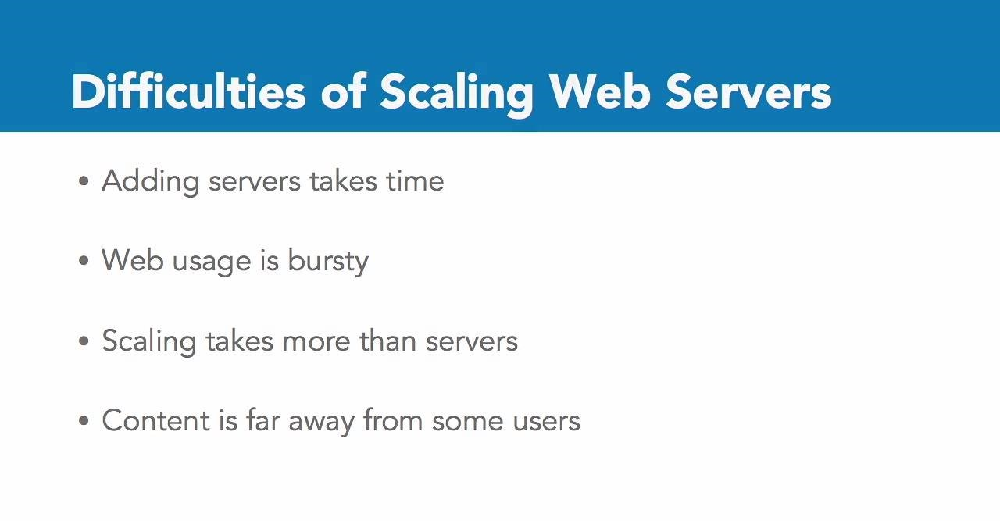 Difficulties of Scaling Web Servers
• Adding servers takes time
• Web usage is bursty
• Scaling takes more than servers
• Content is far away from some users